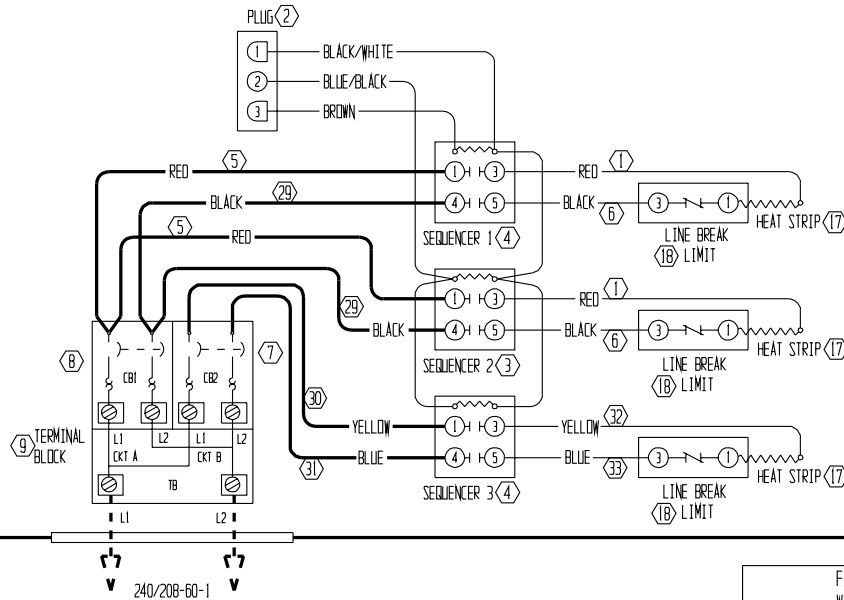 PLUG 2
1 BLACK/WHITE
2 BLUE/BLACK
3 BROWN
RED 5 1 3 RED 1
BLACK 29 4 5 BLACK 6 3 1 HEAT STRIP 17
SEQUENCER 1 4
LINE BREAK
18 LIMIT
5 RED
29
1 3 RED 1
BLACK 4 5 BLACK 6 3 1 HEAT STRIP 17
SEQUENCER 2 3
LINE BREAK
18 LIMIT
8 CB1 CB2 7
30
YELLOW 1 3 YELLOW 32
BLUE 4 5 BLUE 33 3 1 HEAT STRIP 17
31
SEQUENCER 3 4
LINE BREAK
18 LIMIT
9 TERMINAL
BLOCK
L1 L2 L1 L2
CKT A CKT B
TB
L1 L2
240/208-60-1
F